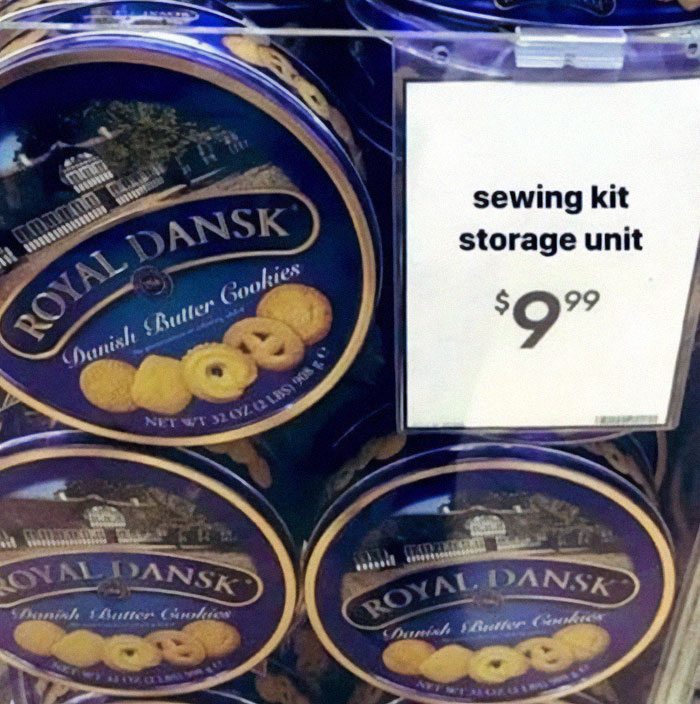 ROYAL DANSK
Danish Butter Cookies
NET WT 32 OZ (2 LBS) 908 g
sewing kit
storage unit
$9.99
ROYAL DANSK
Danish Butter Cookies
ROYAL DANSK
Danish Butter Cookies